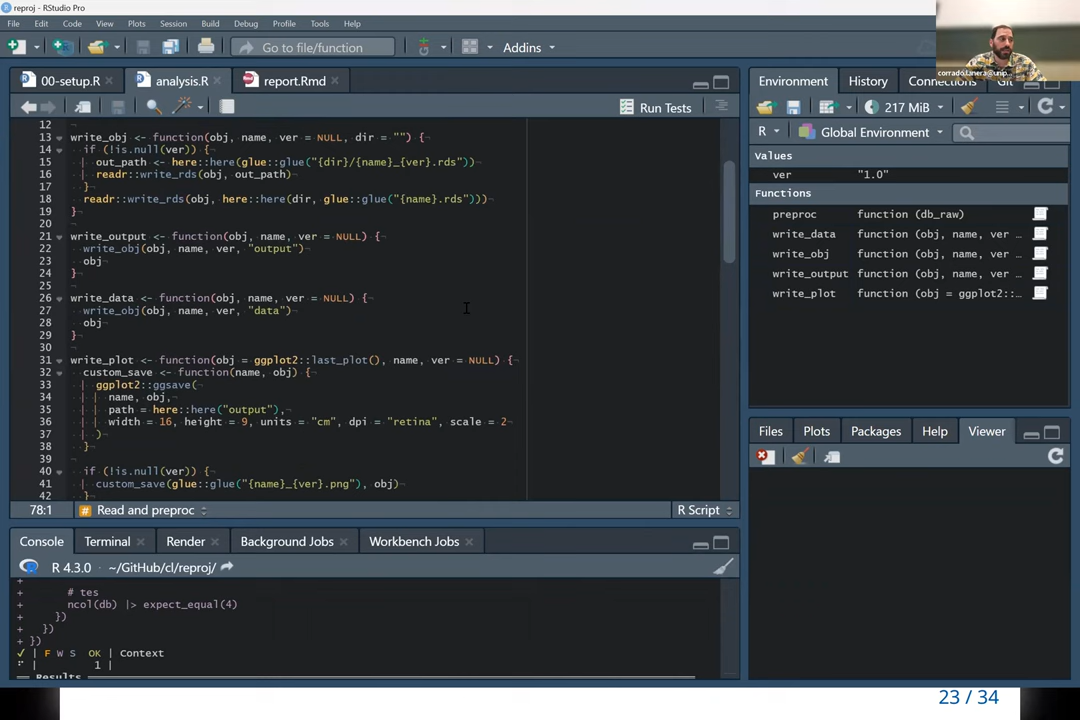 reproj - RStudio Pro
File Edit Code View Plots Session Build Debug Profile Tools Help
Go to file/function Addins
corrado.lanera@unip...
00-setup.R analysis.R report.Rmd
Run Tests
12
13 write_obj <- function(obj, name, ver = NULL, dir = "") {
14 if (!is.null(ver)) {
15 out_path <- here::here(glue::glue("{dir}/{name}_{ver}.rds"))
16 readr::write_rds(obj, out_path)
17 }
18 readr::write_rds(obj, here::here(dir, glue::glue("{name}.rds")))
19 }
20
21 write_output <- function(obj, name, ver = NULL) {
22 write_obj(obj, name, ver, "output")
23 obj
24 }
25
26 write_data <- function(obj, name, ver = NULL) {
27 write_obj(obj, name, ver, "data")
28 obj
29 }
30
31 write_plot <- function(obj = ggplot2::last_plot(), name, ver = NULL) {
32 custom_save <- function(name, obj) {
33 ggplot2::ggsave(
34 name, obj,
35 path = here::here("output"),
36 width = 16, height = 9, units = "cm", dpi = "retina", scale = 2
37 )
38 }
39
40 if (!is.null(ver)) {
41 custom_save(glue::glue("{name}_{ver}.png"), obj)
42 }
78:1 # Read and preproc R Script
Console Terminal Render Background Jobs Workbench Jobs
R 4.3.0 · ~/GitHub/cl/reproj/
+
+ # tes
+ ncol(db) |> expect_equal(4)
+ })
+ })
+ })
✓ | F W S OK | Context
⠋ | 1 |
══ Results ══
Environment History Connections Git
217 MiB
R Global Environment
Values
ver "1.0"
Functions
preproc function (db_raw)
write_data function (obj, name, ver …
write_obj function (obj, name, ver …
write_output function (obj, name, ver …
write_plot function (obj = ggplot2::…
Files Plots Packages Help Viewer
23 / 34